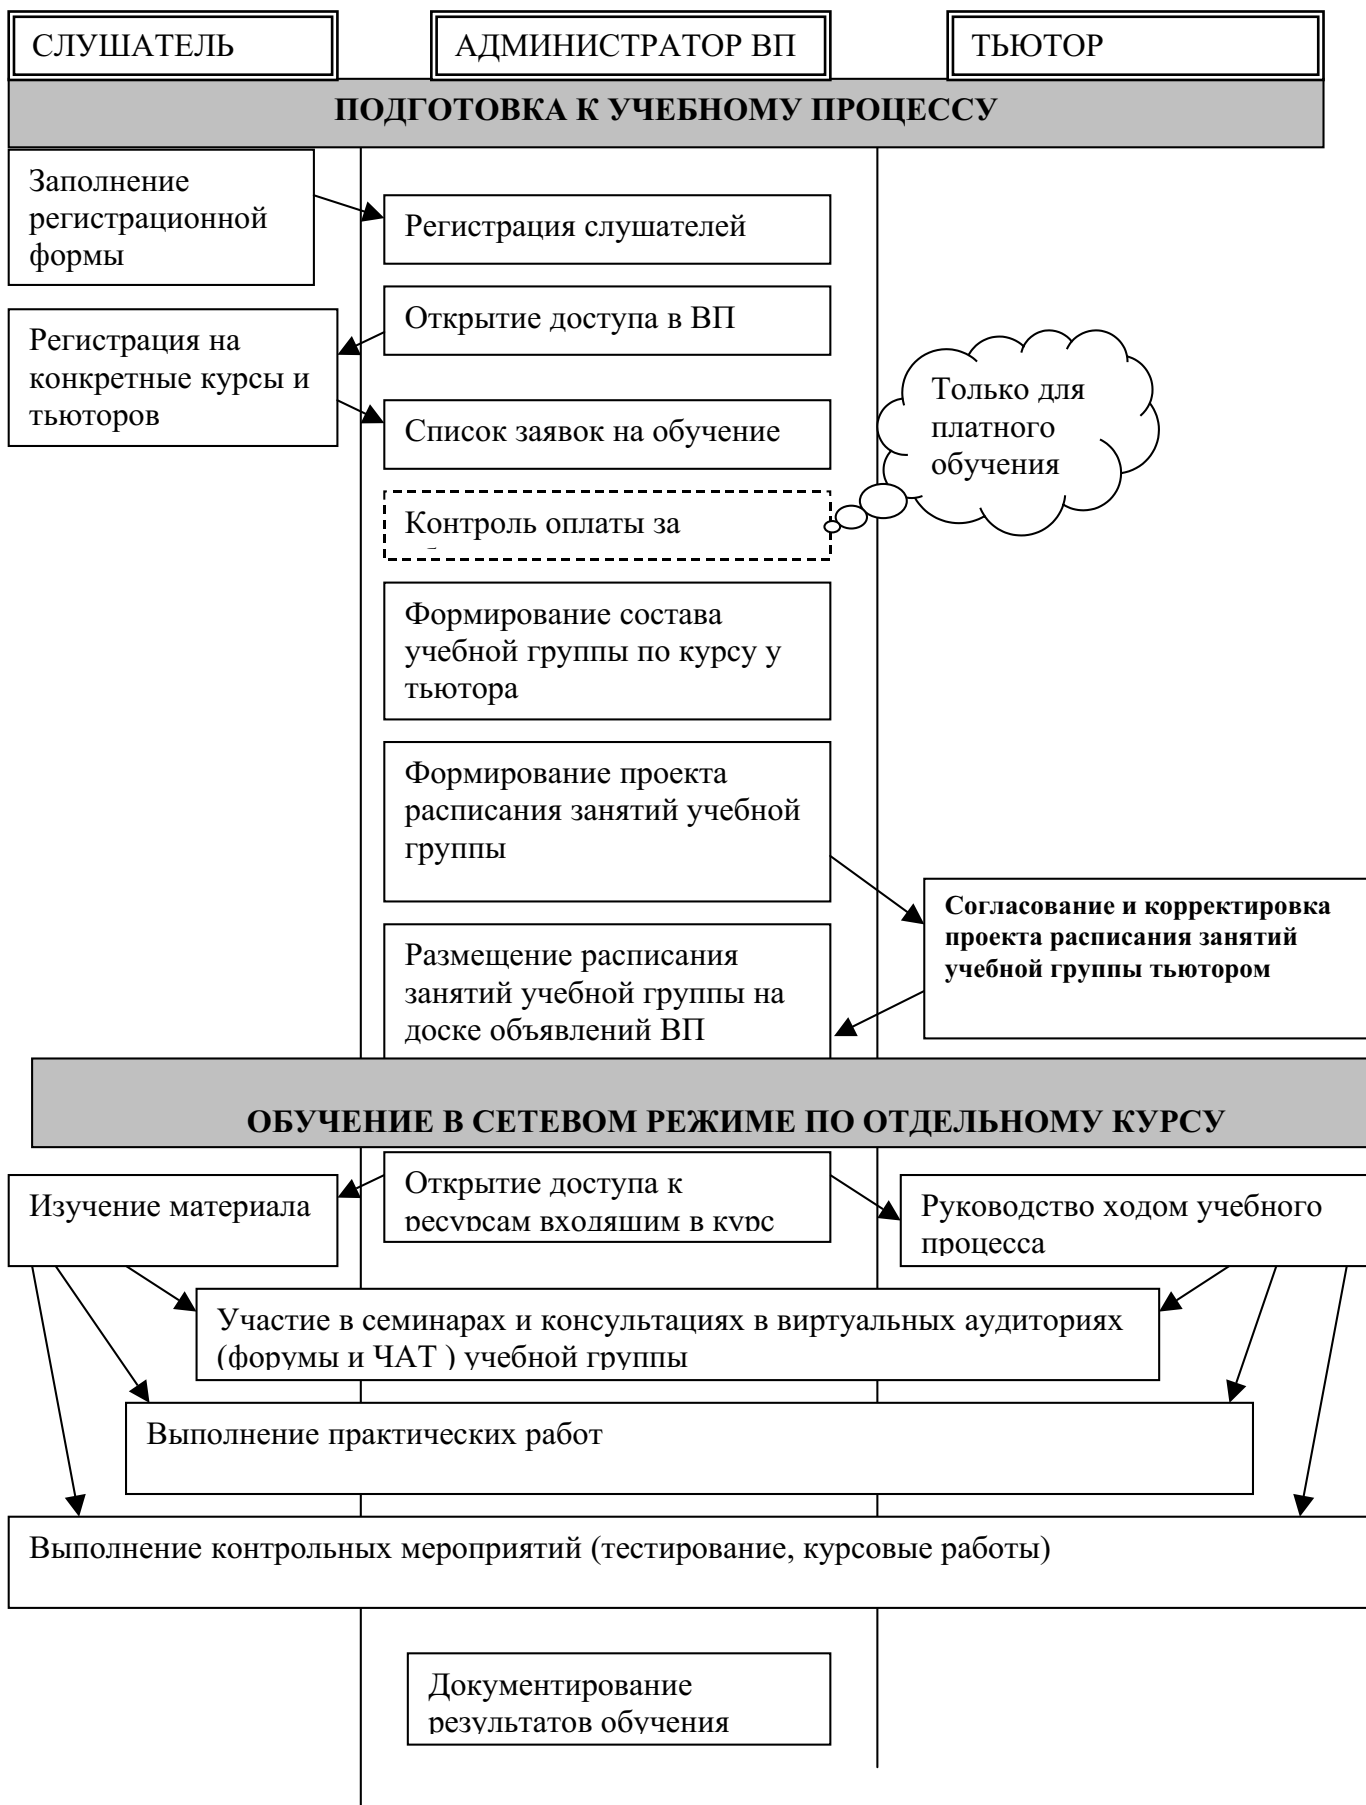 СЛУШАТЕЛЬ
АДМИНИСТРАТОР ВП
ТЬЮТОР
ПОДГОТОВКА К УЧЕБНОМУ ПРОЦЕССУ
Заполнение
регистрационной
формы
Регистрация слушателей
Открытие доступа в ВП
Регистрация на
конкретные курсы и
тьюторов
Список заявок на обучение
Только для
платного
обучения
Контроль оплаты за
Формирование состава
учебной группы по курсу у
тьютора
Формирование проекта
расписания занятий учебной
группы
Согласование и корректировка
проекта расписания занятий
учебной группы тьютором
Размещение расписания
занятий учебной группы на
доске объявлений ВП
ОБУЧЕНИЕ В СЕТЕВОМ РЕЖИМЕ ПО ОТДЕЛЬНОМУ КУРСУ
Изучение материала
Открытие доступа к
ресурсам входящим в курс
Руководство ходом учебного
процесса
Участие в семинарах и консультациях в виртуальных аудиториях
(форумы и ЧАТ ) учебной группы
Выполнение практических работ
Выполнение контрольных мероприятий (тестирование, курсовые работы)
Документирование
результатов обучения